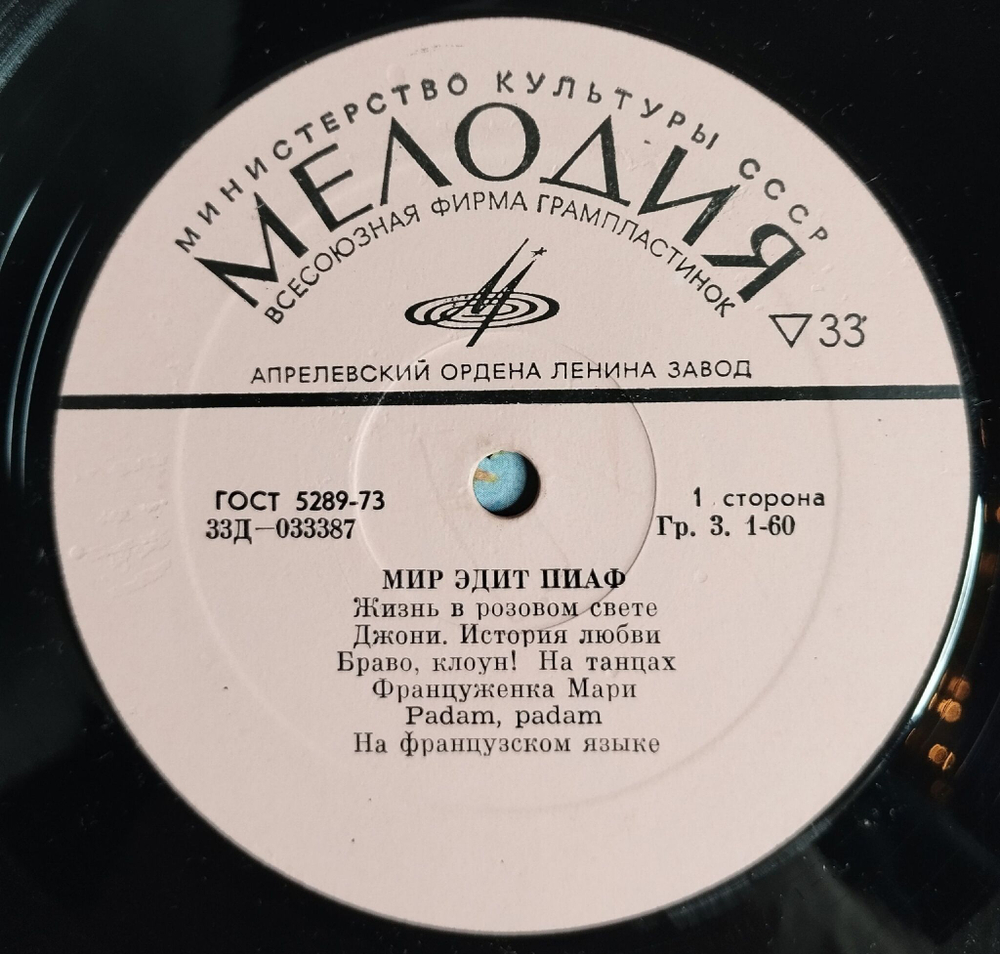 МИНИСТЕРСТВО КУЛЬТУРЫ СССР
МЕЛОДИЯ
ВСЕСОЮЗНАЯ ФИРМА ГРАМПЛАСТИНОК
▽33
АПРЕЛЕВСКИЙ ОРДЕНА ЛЕНИНА ЗАВОД
ГОСТ 5289-73
33Д—033387
1 сторона
Гр. 3. 1-60
МИР ЭДИТ ПИАФ
Жизнь в розовом свете
Джони. История любви
Браво, клоун! На танцах
Француженка Мари
Padam, padam
На французском языке